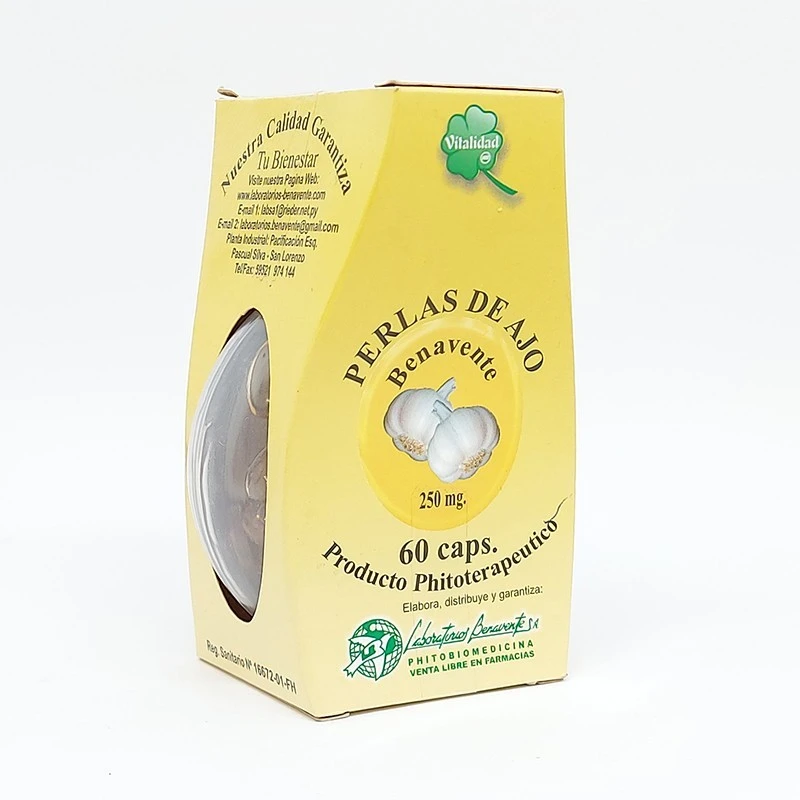 Nuestra Calidad Garantiza
Tu Bienestar
Visite nuestra Pagina Web:
www.laboratorios-benavente.com
E-mail 1: labsa1@rieder.net.py
E-mail 2: laboratorios.benavente@gmail.com
Planta Industrial: Pacificación Esq.
Pascual Silva - San Lorenzo
Tel/Fax: 59521 974 144
Reg. Sanitario Nº 16672-01-FH
Vitalidad
PERLAS DE AJO
Benavente
250 mg.
60 caps.
Producto Phitoterapeutico
Elabora, distribuye y garantiza:
Laboratorios Benavente S.A
PHITOBIOMEDICINA
VENTA LIBRE EN FARMACIAS